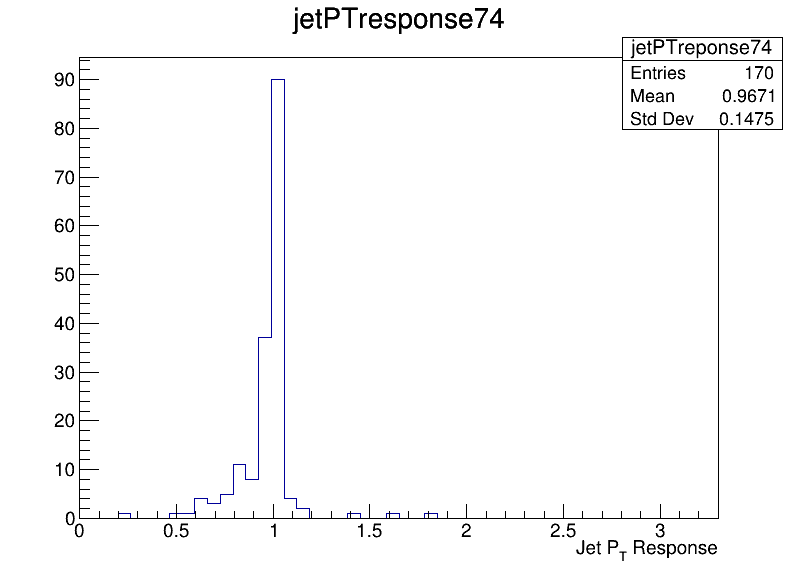 jetPTresponse74
jetPTreponse74
Entries 170
Mean 0.9671
Std Dev 0.1475
90
80
70
60
50
40
30
20
10
0
0 0.5 1 1.5 2 2.5 3
Jet P_T Response